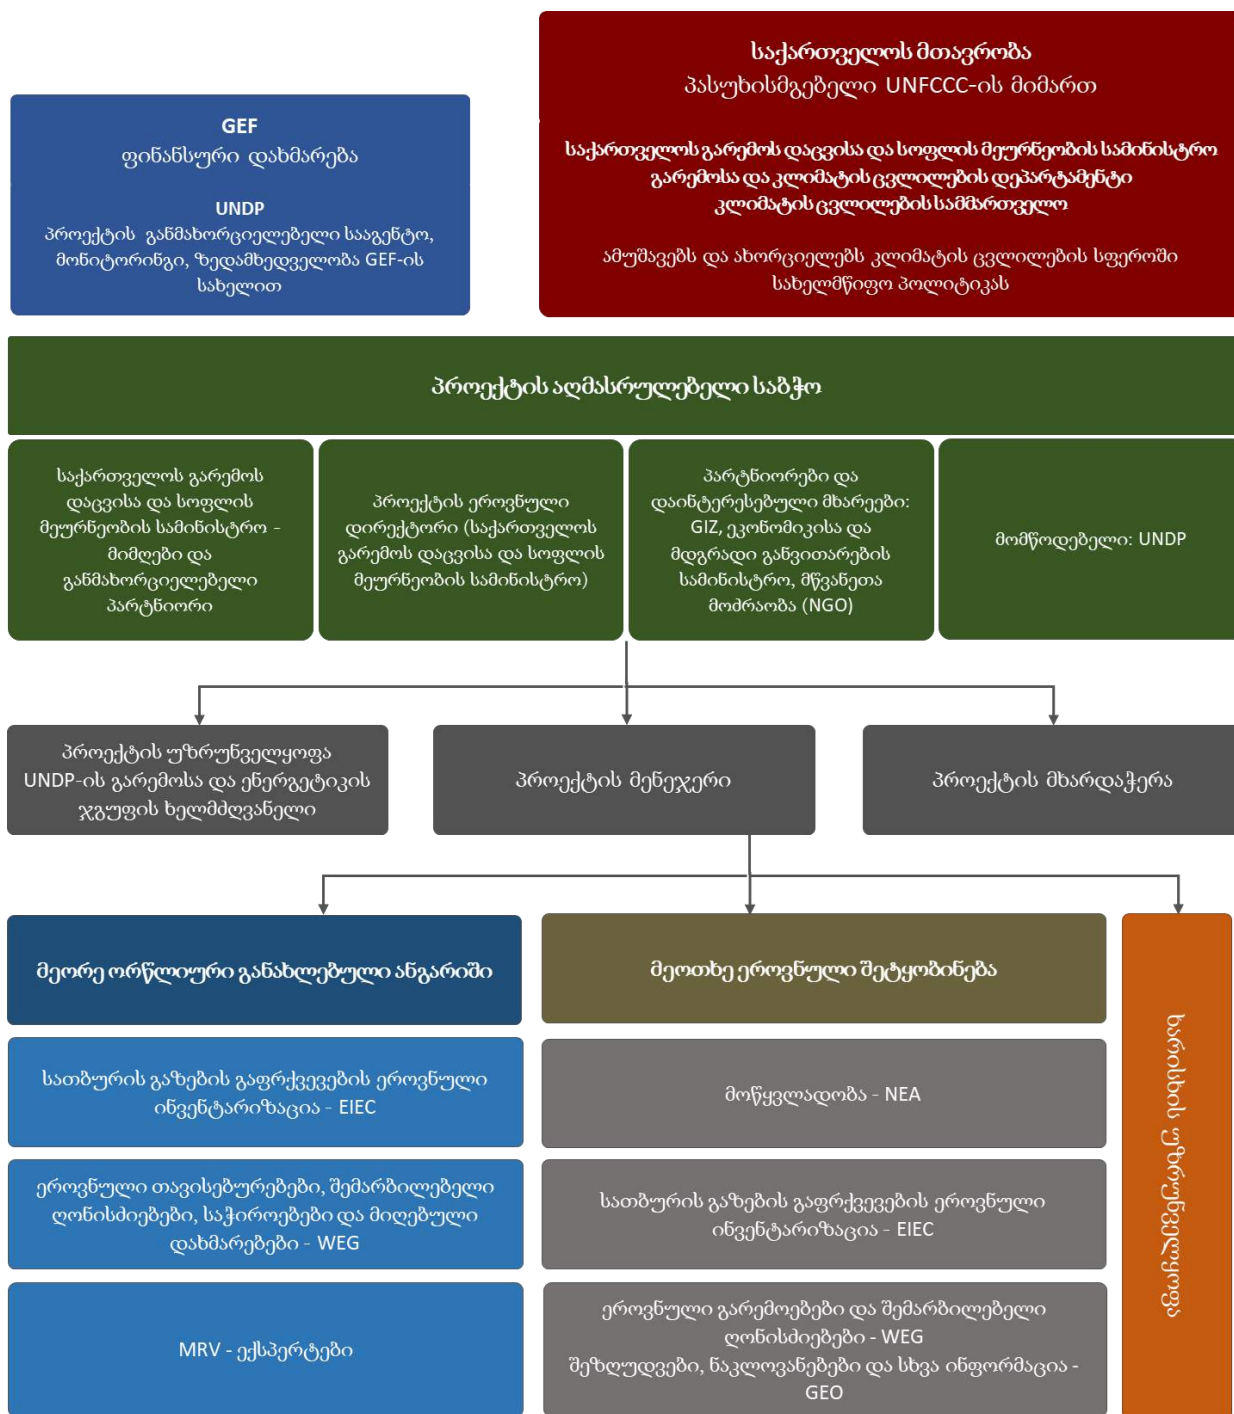 GEF
ფინანსური დახმარება
UNDP
პროექტის განმახორციელებელი სააგენტო,
მონიტორინგი, ზედამხედველობა GEF-ის
სახელით
საქართველოს მთავრობა
პასუხისმგებელი UNFCCC-ის მიმართ
საქართველოს გარემოს დაცვისა და სოფლის მეურნეობის სამინისტრო
გარემოსა და კლიმატის ცვლილების დეპარტამენტი
კლიმატის ცვლილების სამმართველო
ამუშავებს და ახორციელებს კლიმატის ცვლილების სფეროში
სახელმწიფო პოლიტიკას
პროექტის აღმასრულებელი საბჭო
საქართველოს გარემოს
დაცვისა და სოფლის
მეურნეობის სამინისტრო -
მიმღები და
განმახორციელებელი
პარტნიორი
პროექტის ეროვნული
დირექტორი (საქართველოს
გარემოს დაცვისა და სოფლის
მეურნეობის სამინისტრო)
პარტნიორები და
დაინტერესებული მხარეები:
GIZ, ეკონომიკისა და
მდგრადი განვითარების
სამინისტრო, მწვანეთა
მოძრაობა (NGO)
მომწოდებელი: UNDP
პროექტის უზრუნველყოფა
UNDP-ის გარემოსა და ენერგეტიკის
ჯგუფის ხელმძღვანელი
პროექტის მენეჯერი
პროექტის მხარდაჭერა
მეორე ორწლიური განახლებული ანგარიში
სათბურის გაზების გაფრქვევების ეროვნული
ინვენტარიზაცია - EIEC
ეროვნული თავისებურებები, შემარბილებელი
ღონისძიებები, საჭიროებები და მიღებული
დახმარებები - WEG
MRV - ექსპერტები
მეოთხე ეროვნული შეტყობინება
მოწყვლადობა - NEA
სათბურის გაზების გაფრქვევების ეროვნული
ინვენტარიზაცია - EIEC
ეროვნული გარემოებები და შემარბილებელი
ღონისძიებები - WEG
შეზღუდვები, ნაკლოვანებები და სხვა ინფორმაცია -
GEO
ხარისხის უზრუნველყოფა